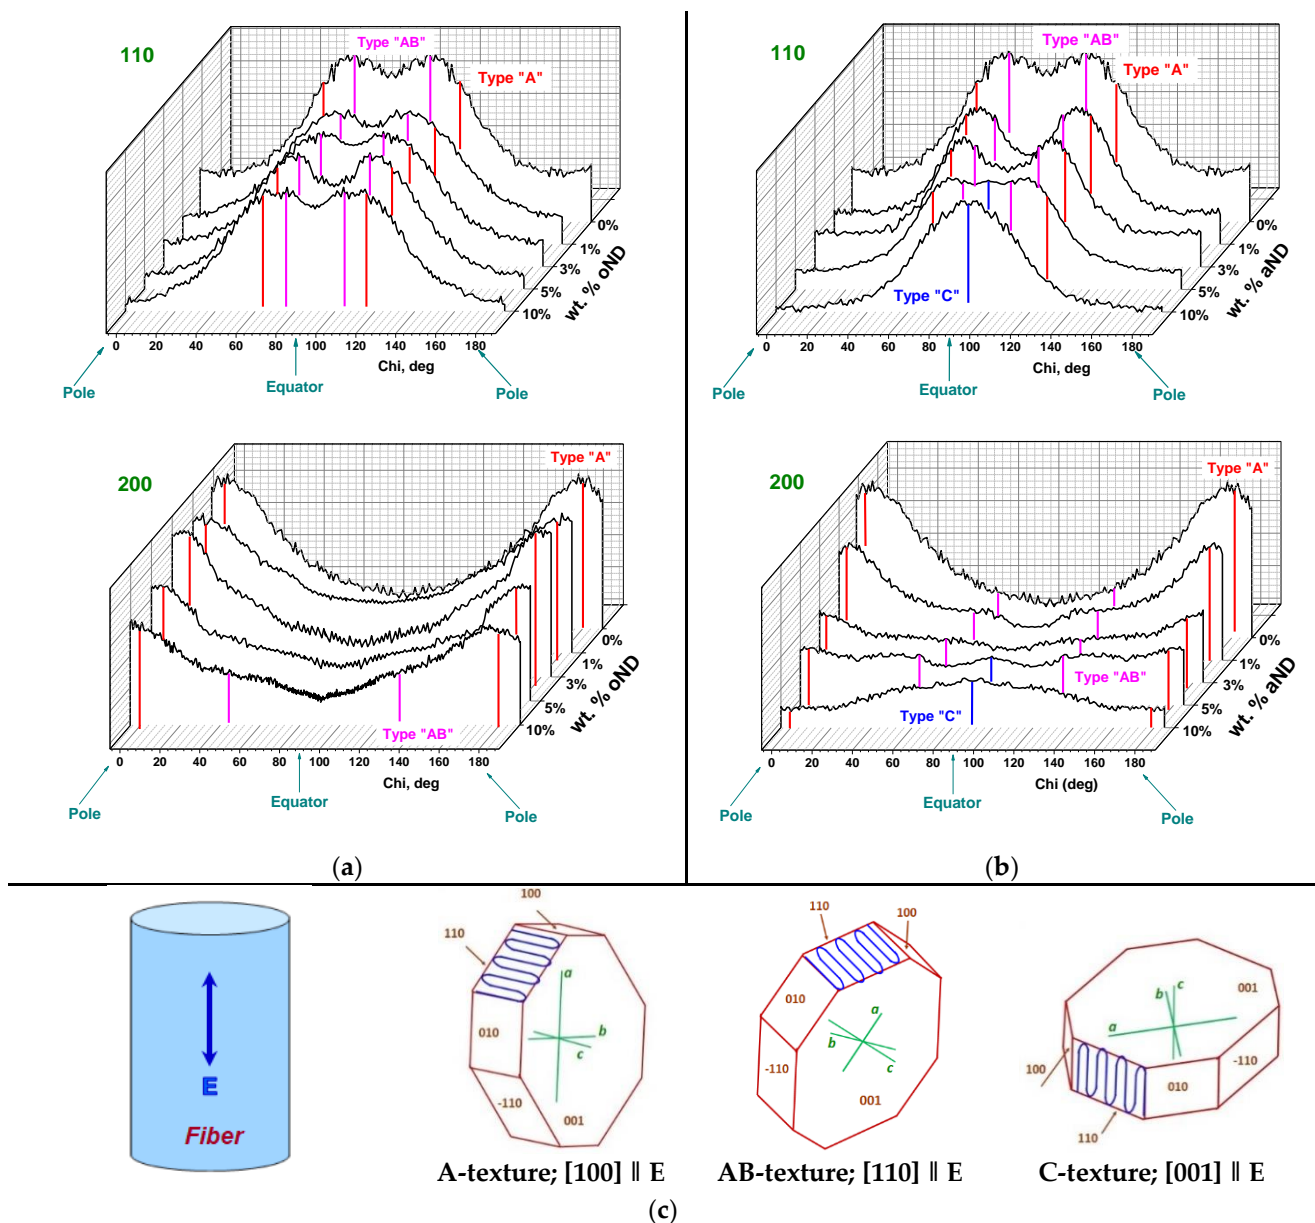 110
Type "AB"
Type "A"
0%
1%
3%
5%
10%
wt. % oND
0 20 40 60 80 100 120 140 160 180
Chi, deg
Pole
Equator
Pole
110
Type "AB"
Type "A"
Type "C"
0%
1%
3%
5%
10%
wt. % aND
0 20 40 60 80 100 120 140 160 180
Chi, deg
Pole
Equator
Pole
200
Type "A"
Type "AB"
0%
1%
3%
5%
10%
wt. % oND
0 20 40 60 80 100 120 140 160 180
Chi, deg
Pole
Equator
Pole
(a)
200
Type "A"
Type "AB"
Type "C"
0%
1%
3%
5%
10%
wt. % aND
0 20 40 60 80 100 120 140 160 180
Chi (deg)
Pole
Equator
Pole
(b)
E
Fiber
100
110
a
b
c
010
-110
001
A-texture; [100] ∥ E
110
100
010
a
b
c
-110
001
AB-texture; [110] ∥ E
001
c
b
a
-110
100
010
110
C-texture; [001] ∥ E
(c)